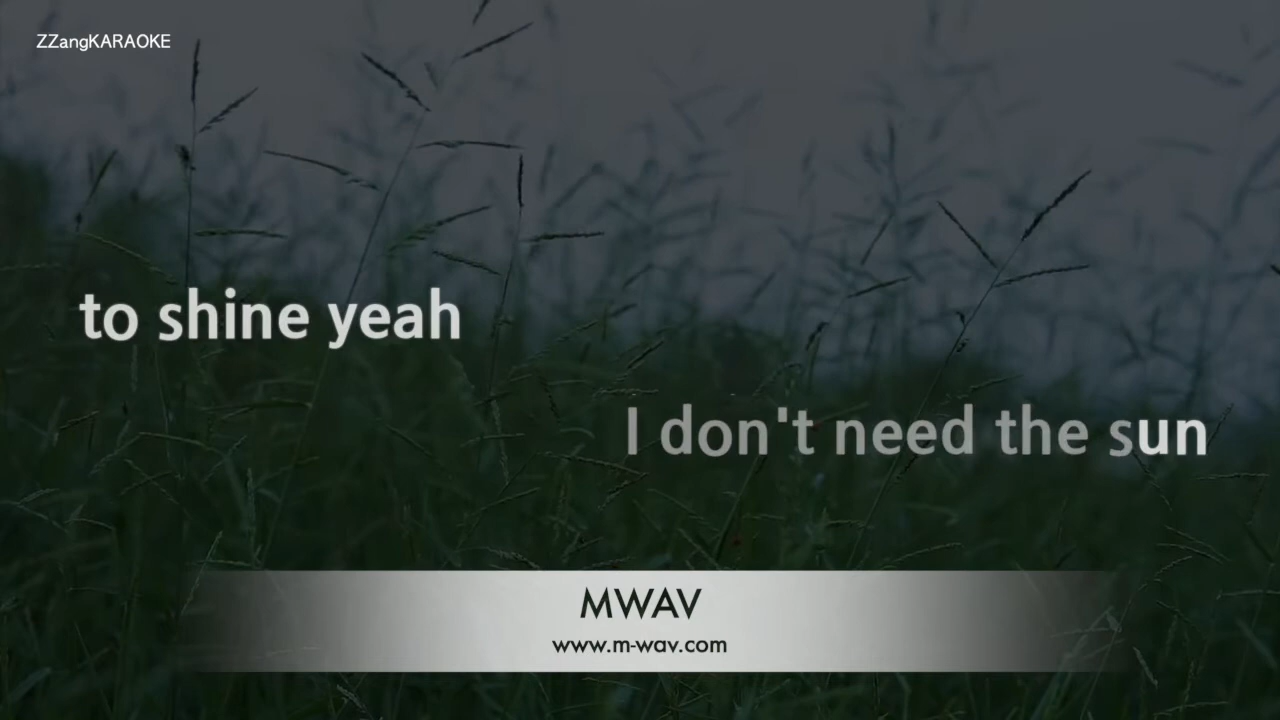 ZZangKARAOKE
to shine yeah
I don't need the sun
MWAV
www.m-wav.com